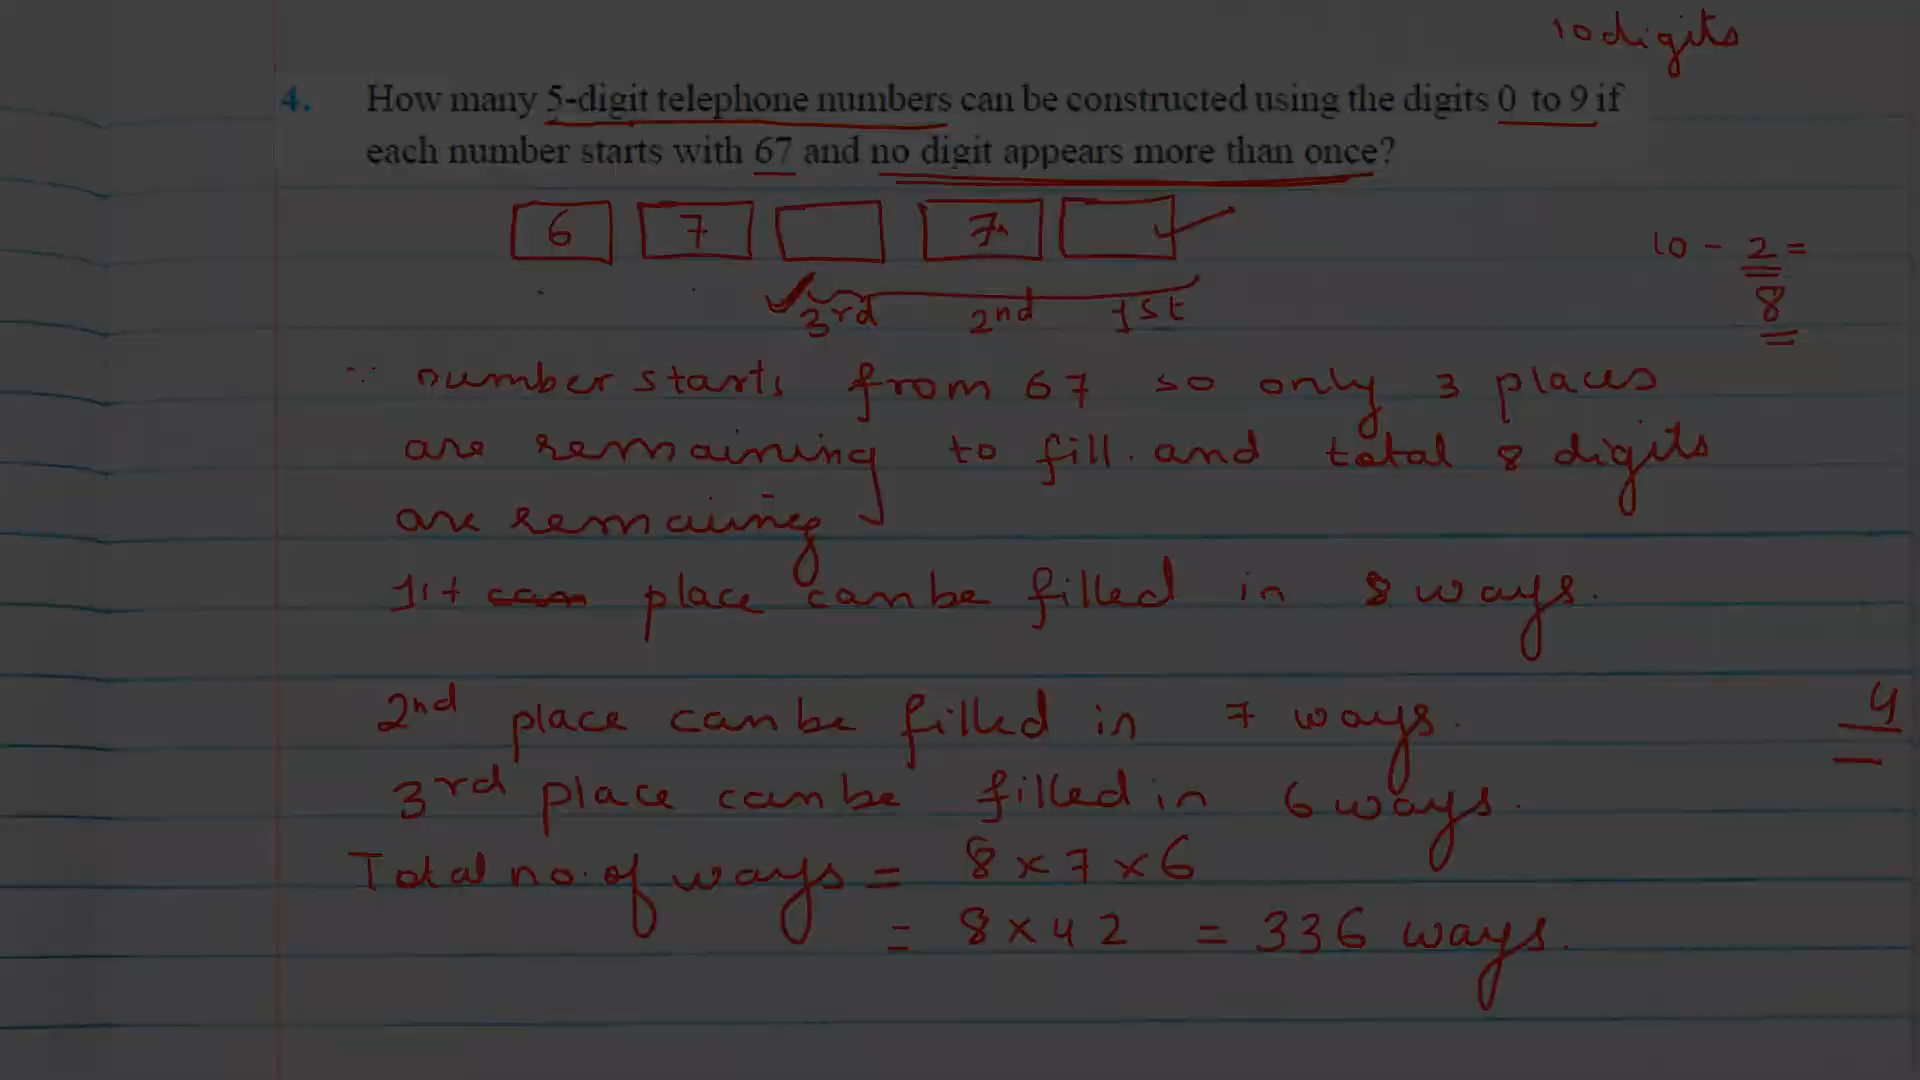 10 digits
4. How many 5-digit telephone numbers can be constructed using the digits 0 to 9 if
each number starts with 67 and no digit appears more than once?
6 7 7
10 - 2 =
8
3rd 2nd 1st
∵ number starts from 67 so only 3 places
are remaining to fill. and total 8 digits
are remaining
1st can place can be filled in 8 ways.
2nd place can be filled in 7 ways.
4
3rd place can be filled in 6 ways.
Total no. of ways = 8 × 7 × 6
= 8 × 42 = 336 ways.